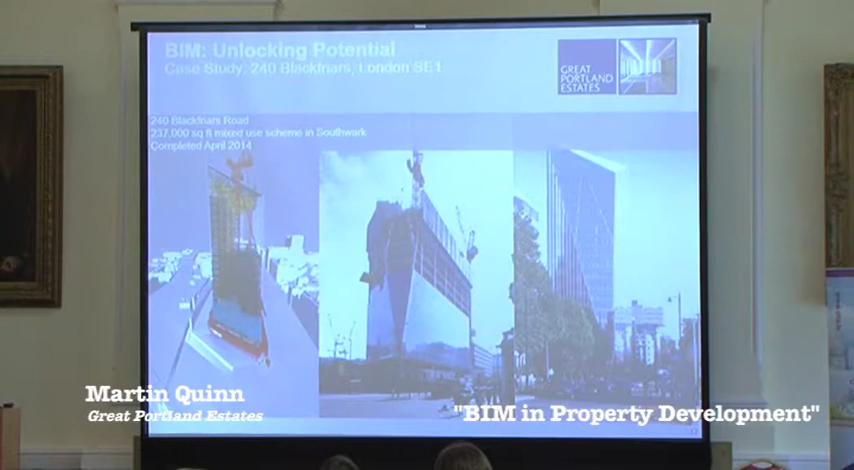 BIM: Unlocking Potential
Case Study: 240 Blackfriars, London SE1
GREAT
PORTLAND
ESTATES
240 Blackfriars Road
237,000 sq ft mixed use scheme in Southwark
Completed April 2014
Martin Quinn
Great Portland Estates
"BIM in Property Development"